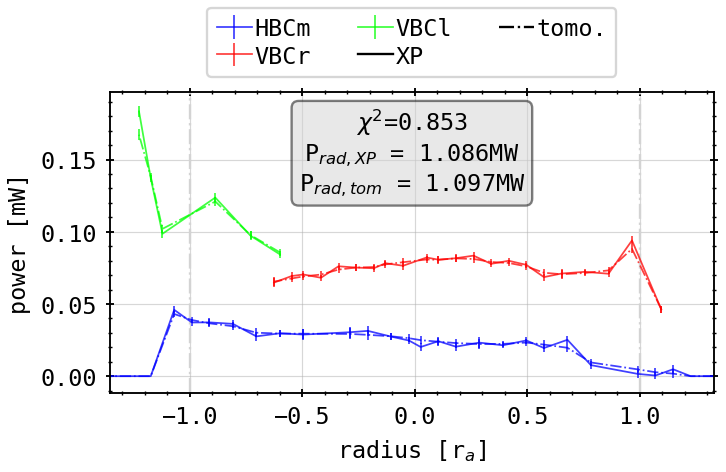 HBCm VBCl tomo.
VBCr XP
χ²=0.853
P_rad,XP = 1.086MW
P_rad,tom = 1.097MW
0.15
0.10
0.05
0.00
power [mW]
−1.0 −0.5 0.0 0.5 1.0
radius [r_a]